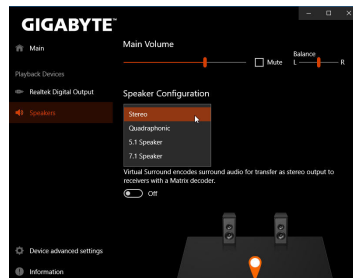 GIGABYTE™
Main
Playback Devices
Realtek Digital Output
Speakers
Device advanced settings
Information
Main Volume
Mute
Balance
L
R
Speaker Configuration
Stereo
Quadraphonic
5.1 Speaker
7.1 Speaker
Virtual Surround encodes surround audio for transfer as stereo output to
receivers with a Matrix decoder.
Off